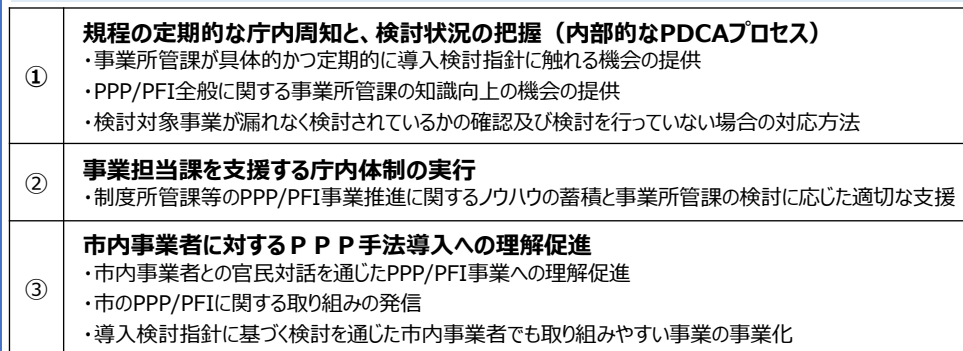 ①
規程の定期的な庁内周知と、検討状況の把握（内部的なPDCAプロセス）
・事業所管課が具体的かつ定期的に導入検討指針に触れる機会の提供
・PPP/PFI全般に関する事業所管課の知識向上の機会の提供
・検討対象事業が漏れなく検討されているかの確認及び検討を行っていない場合の対応方法
②
事業担当課を支援する庁内体制の実行
・制度所管課等のPPP/PFI事業推進に関するノウハウの蓄積と事業所管課の検討に応じた適切な支援
③
市内事業者に対するＰＰＰ手法導入への理解促進
・市内事業者との官民対話を通じたPPP/PFI事業への理解促進
・市のPPP/PFIに関する取り組みの発信
・導入検討指針に基づく検討を通じた市内事業者でも取り組みやすい事業の事業化